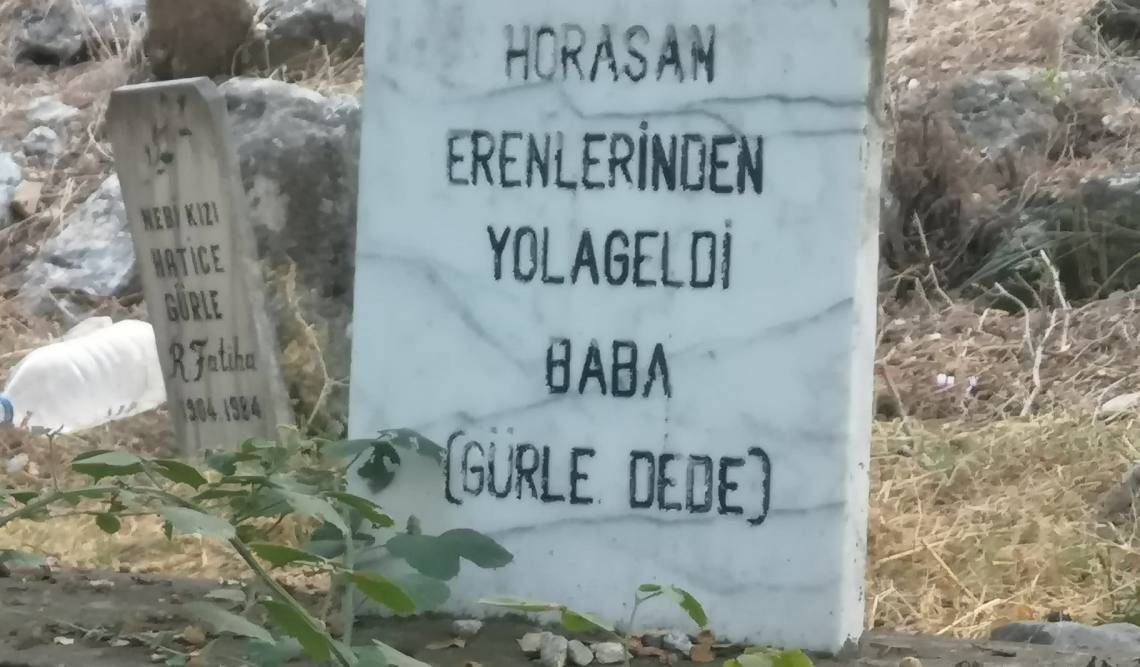 HORASAN
ERENLERİNDEN
YOLAGELDİ
BABA
(GÜRLE DEDE)
NEBİ KIZI
HATİCE
GÜRLE
R Fatiha
1904 1984